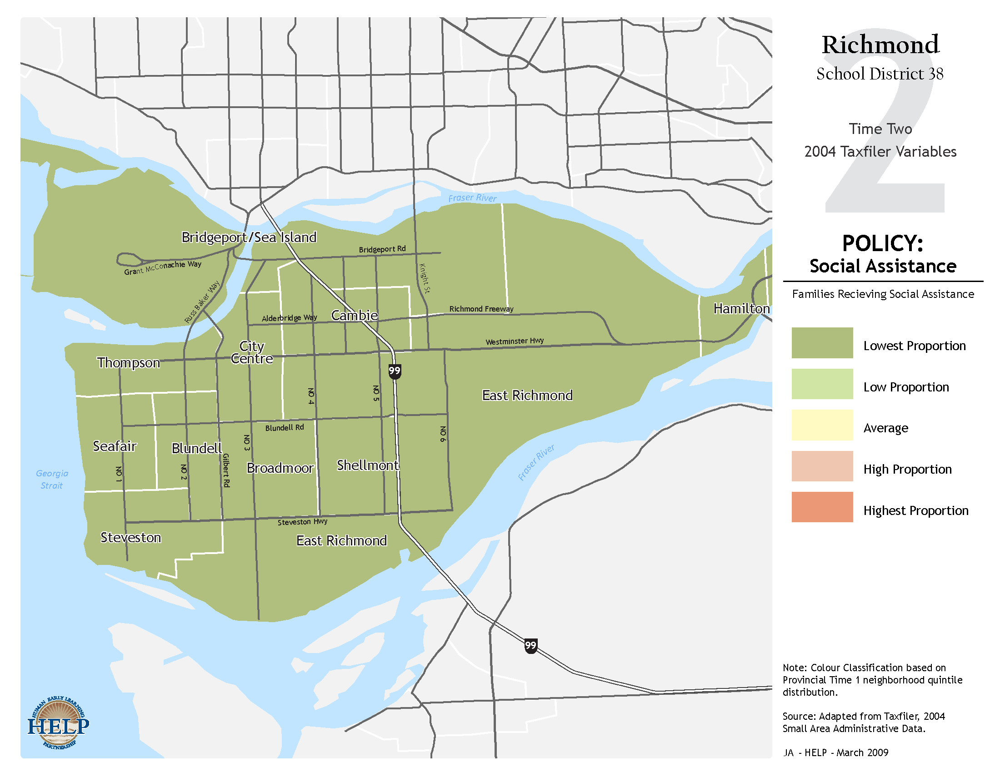 Richmond
School District 38
2
Time Two
2004 Taxfiler Variables
POLICY:
Social Assistance
Families Recieving Social Assistance
Lowest Proportion
Low Proportion
Average
High Proportion
Highest Proportion
Note: Colour Classification based on
Provincial Time 1 neighborhood quintile
distribution.
Source: Adapted from Taxfiler, 2004
Small Area Administrative Data.
JA - HELP - March 2009
Fraser River
Bridgeport/Sea Island
Bridgeport Rd
Grant McConachie Way
Knight St
Russ Baker Way
Hamilton
Richmond Freeway
Alderbridge Way
Cambie
Westminster Hwy
City
Centre
Thompson
99
NO 4
NO 5
East Richmond
Blundell Rd
NO 3
NO 6
Seafair
Blundell
Gilbert Rd
Broadmoor
Shellmont
Fraser River
Georgia
Strait
NO 1
NO 2
Steveston Hwy
Steveston
East Richmond
99
HUMAN EARLY LEARNING
HELP
PARTNERSHIP